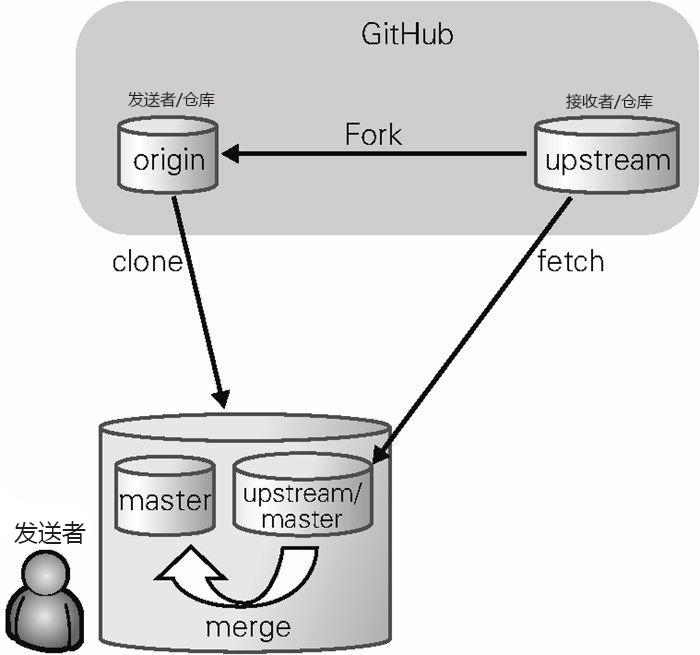 GitHub
发送者/仓库
接收者/仓库
origin
Fork
upstream
clone
fetch
master
upstream/
master
发送者
merge